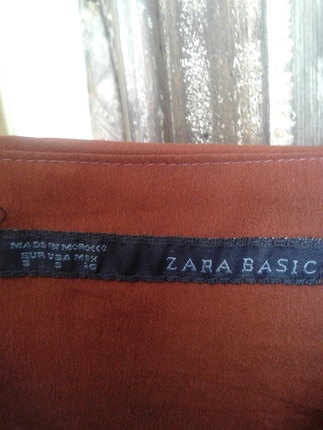 MADE IN MOROCCO
EUR USA MEX
S S
ZARA BASIC